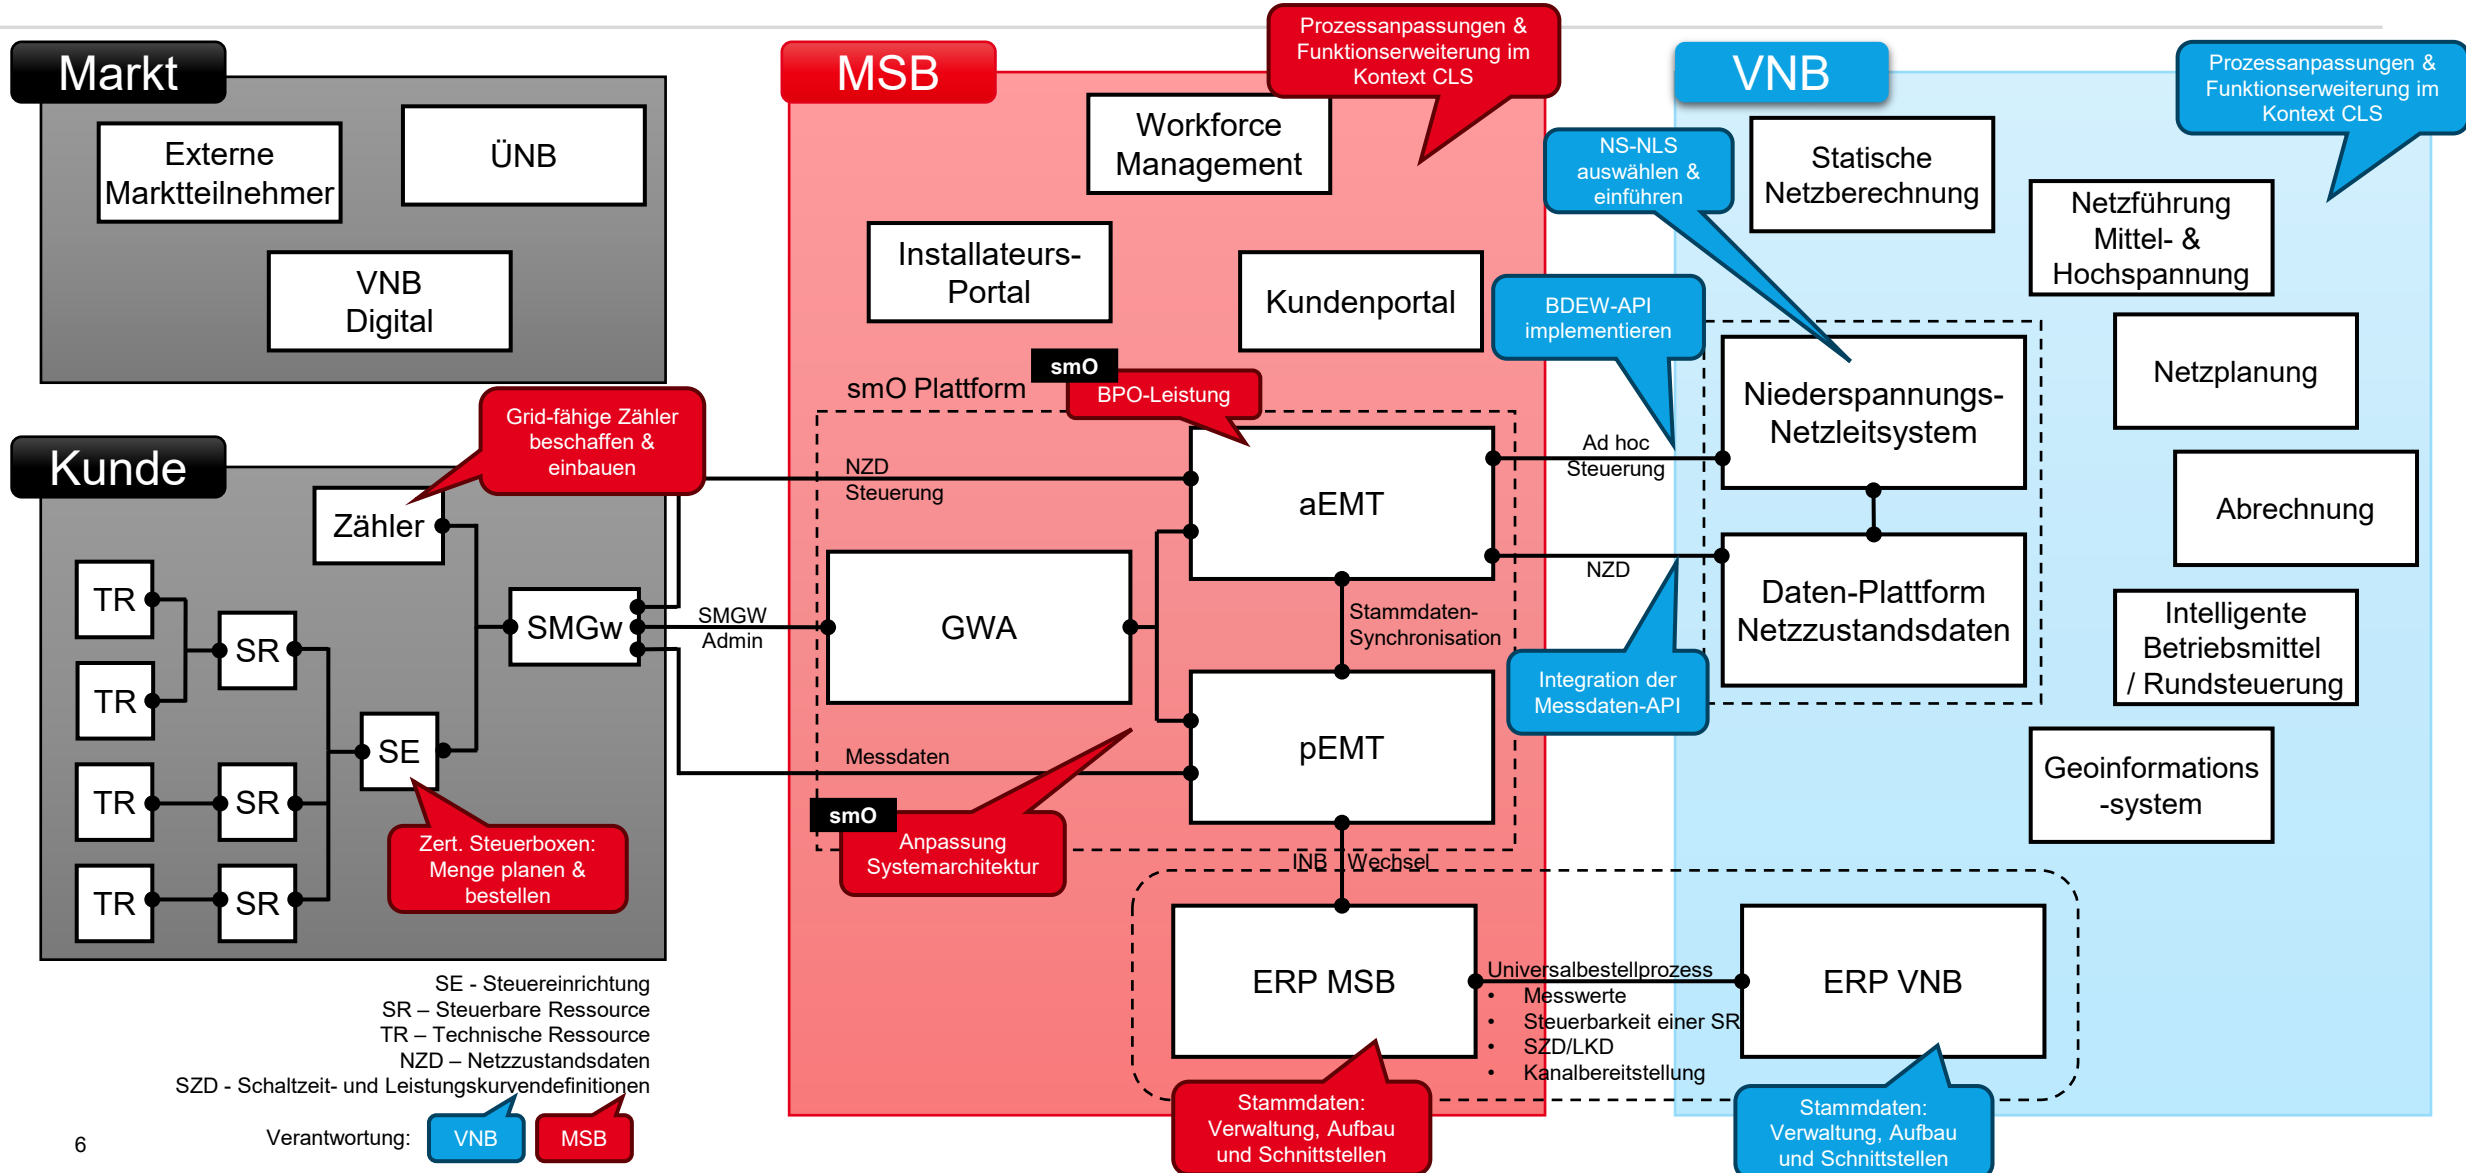 Markt
Externe
Marktteilnehmer
ÜNB
VNB
Digital
Kunde
Grid-fähige Zähler
beschaffen &
einbauen
Zähler
TR
TR
TR
TR
SR
SR
SR
SE
SMGw
Zert. Steuerboxen:
Menge planen &
bestellen
SE - Steuereinrichtung
SR – Steuerbare Ressource
TR – Technische Ressource
NZD – Netzzustandsdaten
SZD - Schaltzeit- und Leistungskurvendefinitionen
Verantwortung:
VNB
MSB
6
MSB
Prozessanpassungen &
Funktionserweiterung im
Kontext CLS
Workforce
Management
Installateurs-
Portal
Kundenportal
smO Plattform
smO
BPO-Leistung
NZD
Steuerung
aEMT
SMGW
Admin
GWA
Stammdaten-
Synchronisation
Messdaten
pEMT
smO
Anpassung
Systemarchitektur
INB
Wechsel
ERP MSB
Stammdaten:
Verwaltung, Aufbau
und Schnittstellen
Universalbestellprozess
• Messwerte
• Steuerbarkeit einer SR
• SZD/LKD
• Kanalbereitstellung
VNB
Prozessanpassungen &
Funktionserweiterung im
Kontext CLS
NS-NLS
auswählen &
einführen
Statische
Netzberechnung
Netzführung
Mittel- &
Hochspannung
BDEW-API
implementieren
Niederspannungs-
Netzleitsystem
Netzplanung
Ad hoc
Steuerung
Abrechnung
NZD
Daten-Plattform
Netzzustandsdaten
Intelligente
Betriebsmittel
/ Rundsteuerung
Integration der
Messdaten-API
Geoinformations
-system
ERP VNB
Stammdaten:
Verwaltung, Aufbau
und Schnittstellen